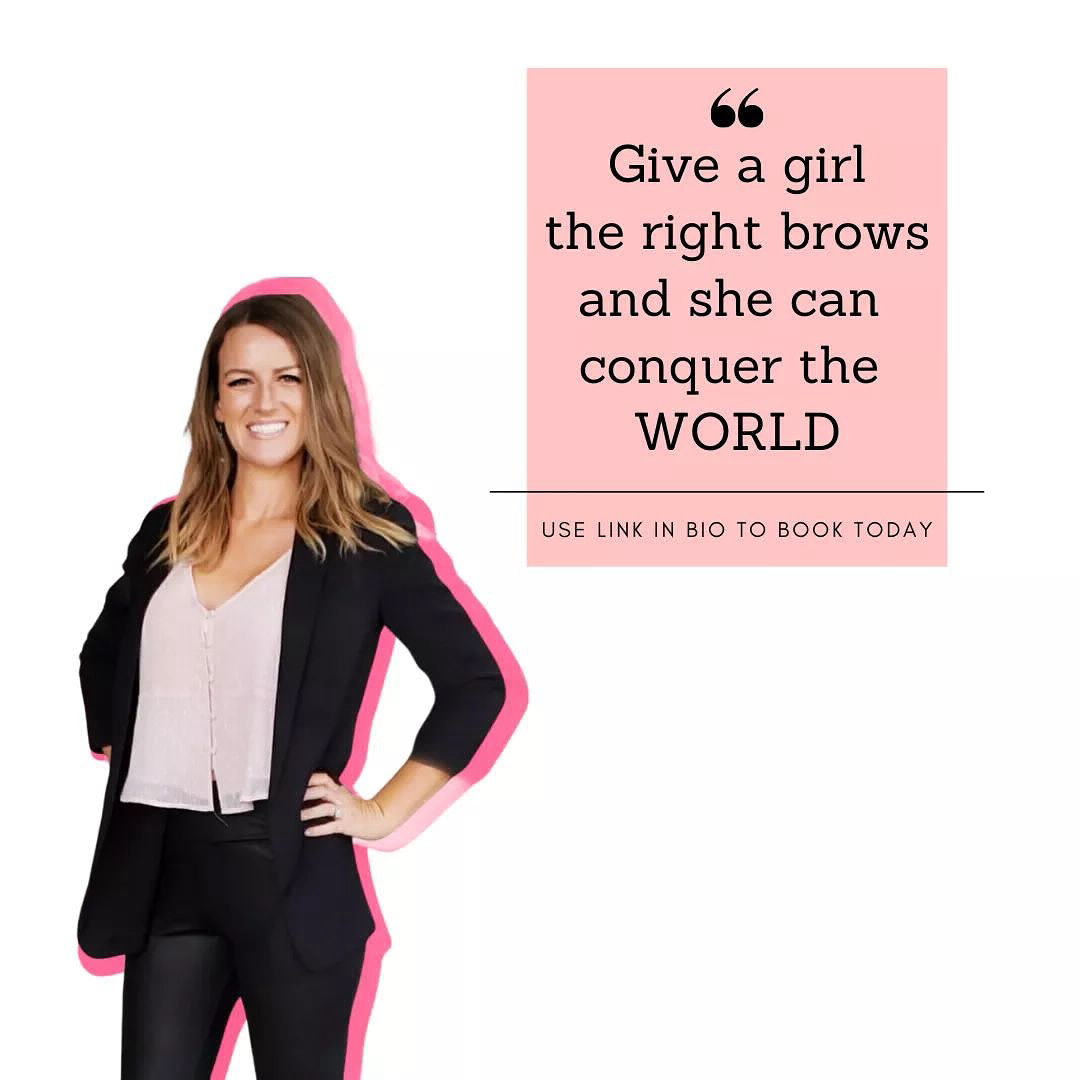 “
Give a girl
the right brows
and she can
conquer the
WORLD
USE LINK IN BIO TO BOOK TODAY